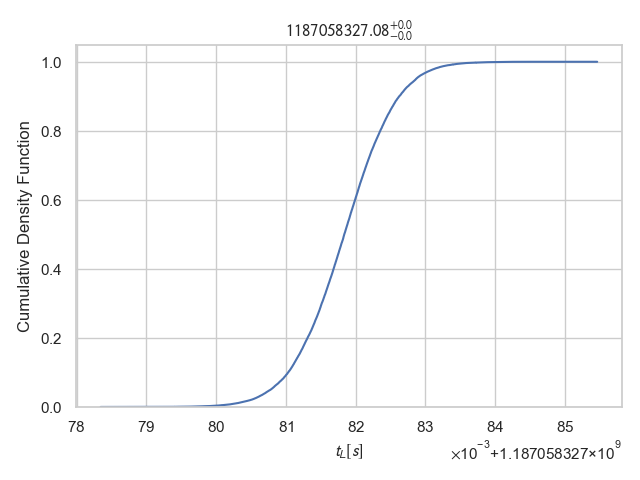 1187058327.08^{+0.0}_{-0.0}
Cumulative Density Function
1.0
0.8
0.6
0.4
0.2
0.0
78 79 80 81 82 83 84 85
t_L[s]
×10^{−3}+1.187058327×10^9